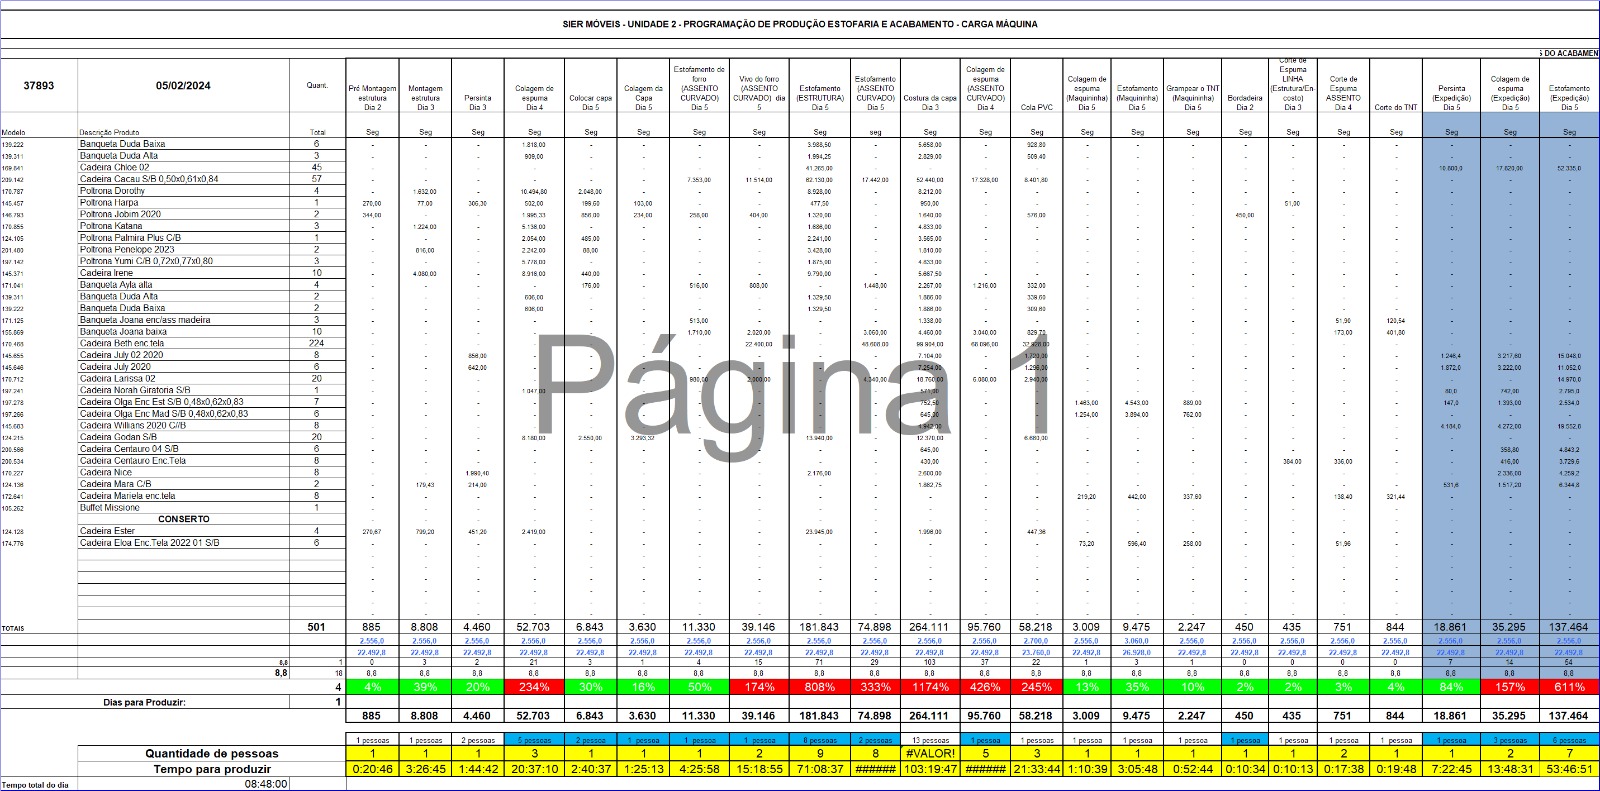 SIER MÓVEIS - UNIDADE 2 - PROGRAMAÇÃO DE PRODUÇÃO ESTOFARIA E ACABAMENTO - CARGA MÁQUINA
S DO ACABAMEN
37893 05/02/2024 Quant. Pré Montagem estrutura Dia 2 Montagem estrutura Dia 3 Persinta Dia 3 Colagem de espuma Dia 4 Colocar capa Dia 5 Colagem da Capa Dia 5 Estofamento de forro (ASSENTO CURVADO) Dia 5 Vivo do forro (ASSENTO CURVADO) dia 5 Estofamento (ESTRUTURA) Dia 5 Estofamento (ASSENTO CURVADO) Dia 5 Costura da capa Dia 3 Colagem de espuma (ASSENTO CURVADO) Dia 4 Cola PVC Colagem de espuma (Maquininha) Dia 5 Estofamento (Maquininha) Dia 5 Grampear o TNT (Maquininha) Dia 5 Bordadeira Dia 2 Corte de Espuma LINHA (Estrutura/Encosto) Dia 3 Corte de Espuma ASSENTO Dia 4 Corte do TNT Persinta (Expedição) Dia 5 Colagem de espuma (Expedição) Dia 5 Estofamento (Expedição) Dia 5
Modelo Descrição Produto Total Seg Seg Seg Seg Seg Seg Seg Seg Seg seg Seg Seg Seg Seg Seg Seg Seg Seg Seg Seg Seg Seg Seg
139.222 Banqueta Duda Baixa 6 1.818,00 3.988,50 5.658,00 928,80
139.311 Banqueta Duda Alta 3 909,00 1.994,25 2.829,00 509,40
169.841 Cadeira Chloe 02 45 41.265,00 10.800,0 17.820,00 52.335,0
209.142 Cadeira Cacau S/B 0,50x0,61x0,84 57 7.353,00 11.514,00 62.130,00 17.442,00 52.440,00 17.328,00 8.401,80
170.787 Poltrona Dorothy 4 1.632,00 10.494,80 2.048,00 8.928,00 8.212,00
145.457 Poltrona Harpa 1 270,00 77,00 306,30 502,00 199,60 103,00 477,50 950,00 51,00
146.793 Poltrona Jobim 2020 2 344,00 1.995,33 856,00 234,00 258,00 404,00 1.320,00 1.640,00 576,00 450,00
170.855 Poltrona Katana 3 1.224,00 5.138,00 1.686,00 4.833,00
124.105 Poltrona Palmira Plus C/B 1 2.054,00 485,00 2.241,00 3.565,00
201.480 Poltrona Penelope 2023 2 816,00 2.242,00 88,00 3.428,00 1.810,00
197.142 Poltrona Yumi C/B 0,72x0,77x0,80 3 5.778,00 1.875,00 4.833,00
145.371 Cadeira Irene 10 4.080,00 8.918,00 440,00 9.790,00 5.667,50
171.041 Banqueta Ayla alta 4 176,00 516,00 808,00 1.448,00 2.267,00 1.216,00 332,00
139.311 Banqueta Duda Alta 2 606,00 1.329,50 1.886,00 339,60
139.222 Banqueta Duda Baixa 2 606,00 1.329,50 1.886,00 309,60
171.125 Banqueta Joana enc/ass madeira 3 513,00 1.338,00 51,90 120,54
155.869 Banqueta Joana baixa 10 1.710,00 2.020,00 3.060,00 4.460,00 3.040,00 829,70 173,00 401,80
170.468 Cadeira Beth enc.tela 224 22.400,00 48.608,00 99.904,00 68.096,00 32.928,00
145.655 Cadeira July 02 2020 8 856,00 7.104,00 1.720,00 1.246,4 3.217,60 15.048,0
145.646 Cadeira July 2020 6 642,00 7.254,00 1.296,00 1.872,0 3.222,00 11.052,0
170.712 Cadeira Larissa 02 20 980,00 2.000,00 4.340,00 18.760,00 6.080,00 2.940,00 14.970,0
197.241 Cadeira Norah Giratoria S/B 1 1.047,00 571,00 80,0 742,00 2.795,0
197.278 Cadeira Olga Enc Est S/B 0,48x0,62x0,83 7 752,50 1.463,00 4.543,00 889,00 147,0 1.393,00 2.534,0
197.266 Cadeira Olga Enc Mad S/B 0,48x0,62x0,83 6 645,00 1.254,00 3.894,00 762,00
145.683 Cadeira Willians 2020 C//B 8 4.942,00 4.184,0 4.272,00 19.552,0
124.215 Cadeira Godan S/B 20 8.180,00 2.550,00 3.293,32 13.940,00 12.370,00 6.660,00
200.566 Cadeira Centauro 04 S/B 6 645,00 358,80 4.843,2
200.534 Cadeira Centauro Enc.Tela 8 430,00 384,00 336,00 416,00 3.729,6
170.227 Cadeira Nice 8 1.990,40 2.176,00 2.600,00 2.336,00 4.259,2
124.136 Cadeira Mara C/B 2 179,43 214,00 1.862,75 531,6 1.517,20 6.344,8
172.641 Cadeira Mariela enc.tela 8 219,20 442,00 337,60 138,40 321,44
105.262 Buffet Missione 1
CONSERTO
124.128 Cadeira Ester 4 270,67 799,20 451,20 2.419,00 23.945,00 1.996,00 447,36
174.776 Cadeira Eloa Enc.Tela 2022 01 S/B 6 73,20 596,40 258,00 51,96
Página 1
TOTAIS 501 885 8.808 4.460 52.703 6.843 3.630 11.330 39.146 181.843 74.898 264.111 95.760 58.218 3.009 9.475 2.247 450 435 751 844 18.861 35.295 137.464
2.556,0 2.556,0 2.556,0 2.556,0 2.556,0 2.556,0 2.556,0 2.556,0 2.556,0 2.556,0 2.556,0 2.556,0 2.700,0 2.556,0 3.060,0 2.556,0 2.556,0 2.556,0 2.556,0 2.556,0 2.556,0 2.556,0 2.556,0
22.492,8 22.492,8 22.492,8 22.492,8 22.492,8 22.492,8 22.492,8 22.492,8 22.492,8 22.492,8 22.492,8 22.492,8 23.760,0 22.492,8 26.928,0 22.492,8 22.492,8 22.492,8 22.492,8 22.492,8 22.492,8 22.492,8 22.492,8
8,8 1 0 3 2 21 3 1 4 15 71 29 103 37 22 1 3 1 0 0 0 0 7 14 54
8,8 18 8,8 8,8 8,8 8,8 8,8 8,8 8,8 8,8 8,8 8,8 8,8 8,8 8,8 8,8 8,8 8,8 8,8 8,8 8,8 8,8 8,8 8,8 8,8
4 4% 39% 20% 234% 30% 16% 50% 174% 808% 333% 1174% 426% 245% 13% 35% 10% 2% 2% 3% 4% 84% 157% 611%
Dias para Produzir: 1
885 8.808 4.460 52.703 6.843 3.630 11.330 39.146 181.843 74.898 264.111 95.760 58.218 3.009 9.475 2.247 450 435 751 844 18.861 35.295 137.464
1 pessoas 1 pessoas 2 pessoas 5 pessoas 2 pessoas 1 pessoa 1 pessoa 1 pessoa 8 pessoas 2 pessoas 13 pessoas 1 pessoa 1 pessoa 1 pessoa 1 pessoa 1 pessoa 1 pessoa 1 pessoa 1 pessoa 1 pessoa 1 pessoa 3 pessoas 6 pessoas
Quantidade de pessoas 1 1 1 3 1 1 1 2 9 8 #VALOR! 5 3 1 1 1 1 1 2 1 1 2 7
Tempo para produzir 0:20:46 3:26:45 1:44:42 20:37:10 2:40:37 1:25:13 4:25:58 15:18:55 71:08:37 ###### 103:19:47 ###### 21:33:44 1:10:39 3:05:48 0:52:44 0:10:34 0:10:13 0:17:38 0:19:48 7:22:45 13:48:31 53:46:51
Tempo total do dia 08:48:00